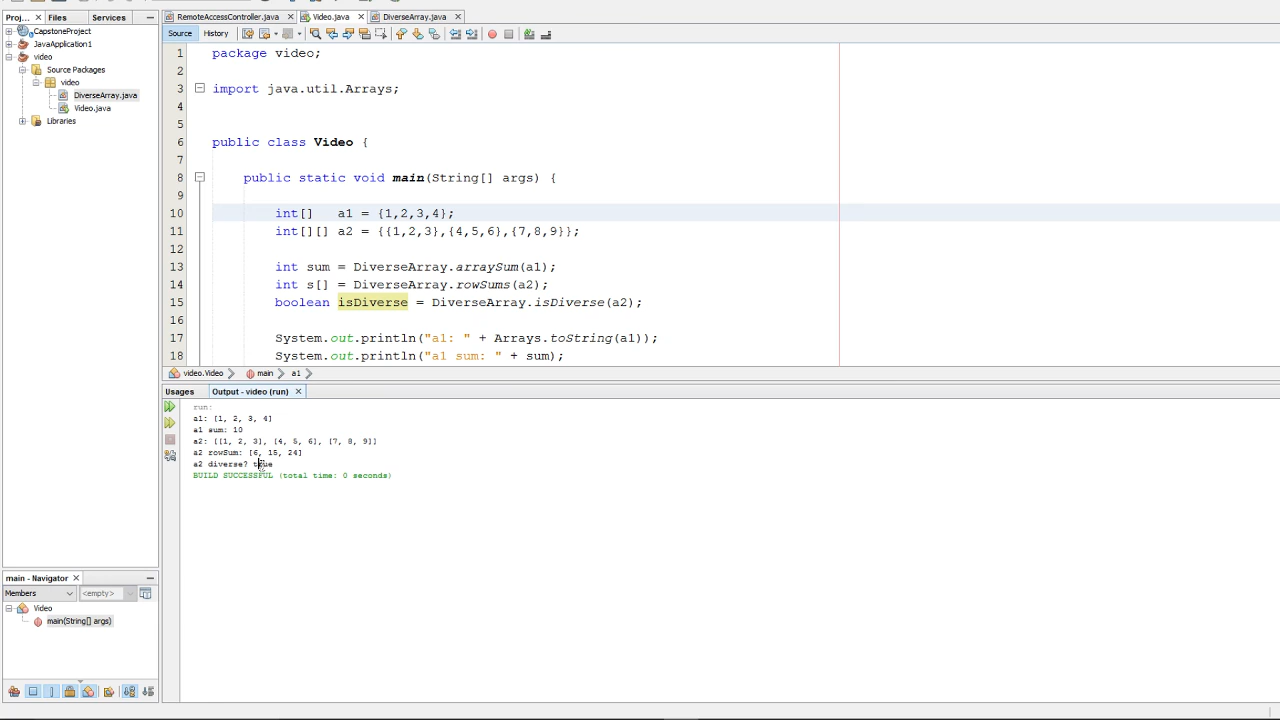 Proj... Files Services
RemoteAccessController.java Video.java DiverseArray.java
Source History
CapstoneProject
JavaApplication1
video
Source Packages
video
DiverseArray.java
Video.java
Libraries
1 package video;
2
3 import java.util.Arrays;
4
5
6 public class Video {
7
8 public static void main(String[] args) {
9
10 int[] a1 = {1,2,3,4};
11 int[][] a2 = {{1,2,3},{4,5,6},{7,8,9}};
12
13 int sum = DiverseArray.arraySum(a1);
14 int s[] = DiverseArray.rowSums(a2);
15 boolean isDiverse = DiverseArray.isDiverse(a2);
16
17 System.out.println("a1: " + Arrays.toString(a1));
18 System.out.println("a1 sum: " + sum);
video.Video main a1
Usages Output - video (run)
run:
a1: [1, 2, 3, 4]
a1 sum: 10
a2: [[1, 2, 3], [4, 5, 6], [7, 8, 9]]
a2 rowSum: [6, 15, 24]
a2 diverse? true
BUILD SUCCESSFUL (total time: 0 seconds)
main - Navigator
Members <empty>
Video
main(String[] args)